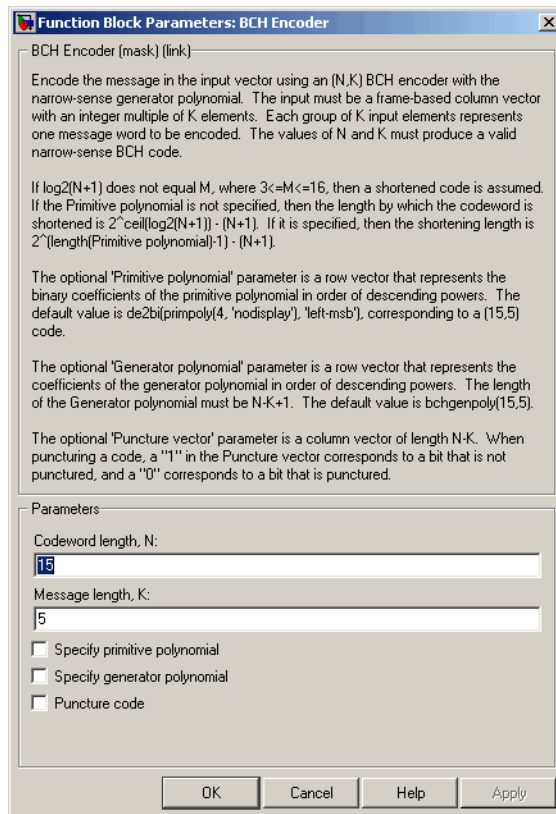 Function Block Parameters: BCH Encoder
BCH Encoder (mask) (link)
Encode the message in the input vector using an (N,K) BCH encoder with the
narrow-sense generator polynomial.  The input must be a frame-based column vector
with an integer multiple of K elements.  Each group of K input elements represents
one message word to be encoded.  The values of N and K must produce a valid
narrow-sense BCH code.
If log2(N+1) does not equal M, where 3<=M<=16, then a shortened code is assumed.
If the Primitive polynomial is not specified, then the length by which the codeword is
shortened is 2^ceil(log2(N+1)) - (N+1).  If it is specified, then the shortening length is
2^(length(Primitive polynomial)-1) - (N+1).
The optional 'Primitive polynomial' parameter is a row vector that represents the
binary coefficients of the primitive polynomial in order of descending powers.  The
default value is de2bi(primpoly(4, 'nodisplay'), 'left-msb'), corresponding to a (15,5)
code.
The optional 'Generator polynomial' parameter is a row vector that represents the
coefficients of the generator polynomial in order of descending powers.  The length
of the Generator polynomial must be N-K+1.  The default value is bchgenpoly(15,5).
The optional 'Puncture vector' parameter is a column vector of length N-K.  When
puncturing a code, a "1" in the Puncture vector corresponds to a bit that is not
punctured, and a "0" corresponds to a bit that is punctured.
Parameters
Codeword length, N:
15
Message length, K:
5
Specify primitive polynomial
Specify generator polynomial
Puncture code
OK Cancel Help Apply